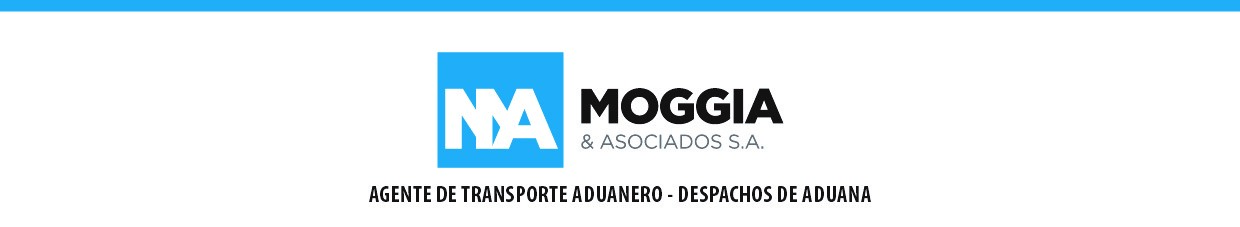 MA
MOGGIA
& ASOCIADOS S.A.
AGENTE DE TRANSPORTE ADUANERO - DESPACHOS DE ADUANA